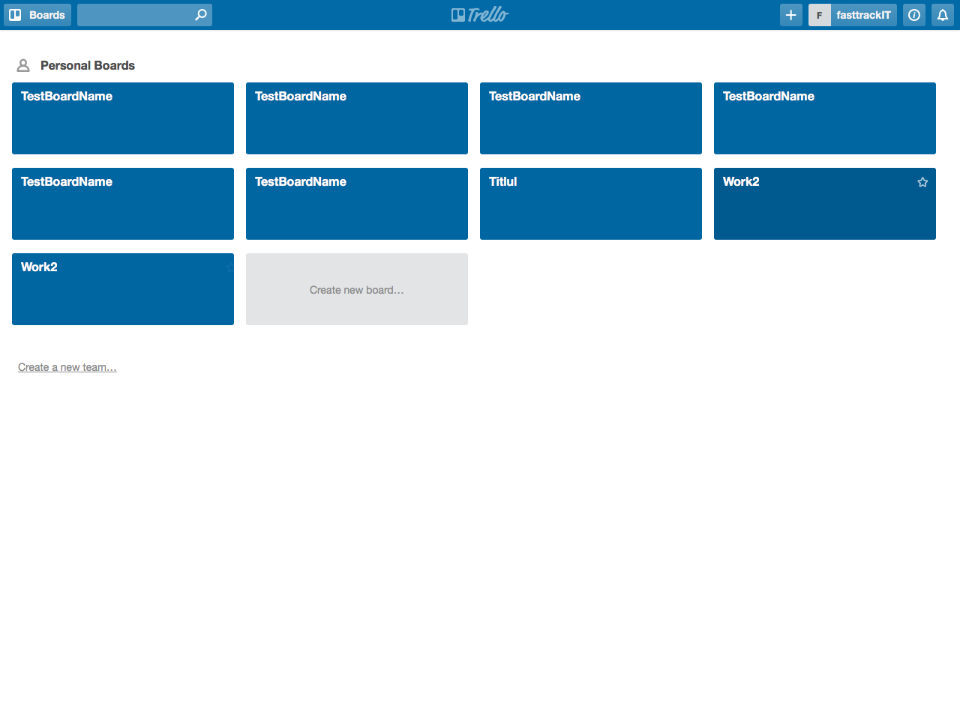 Boards Trello F fasttrackIT
Personal Boards
TestBoardName TestBoardName TestBoardName TestBoardName
TestBoardName TestBoardName Titlul Work2
Work2
Create new board…
Create a new team…